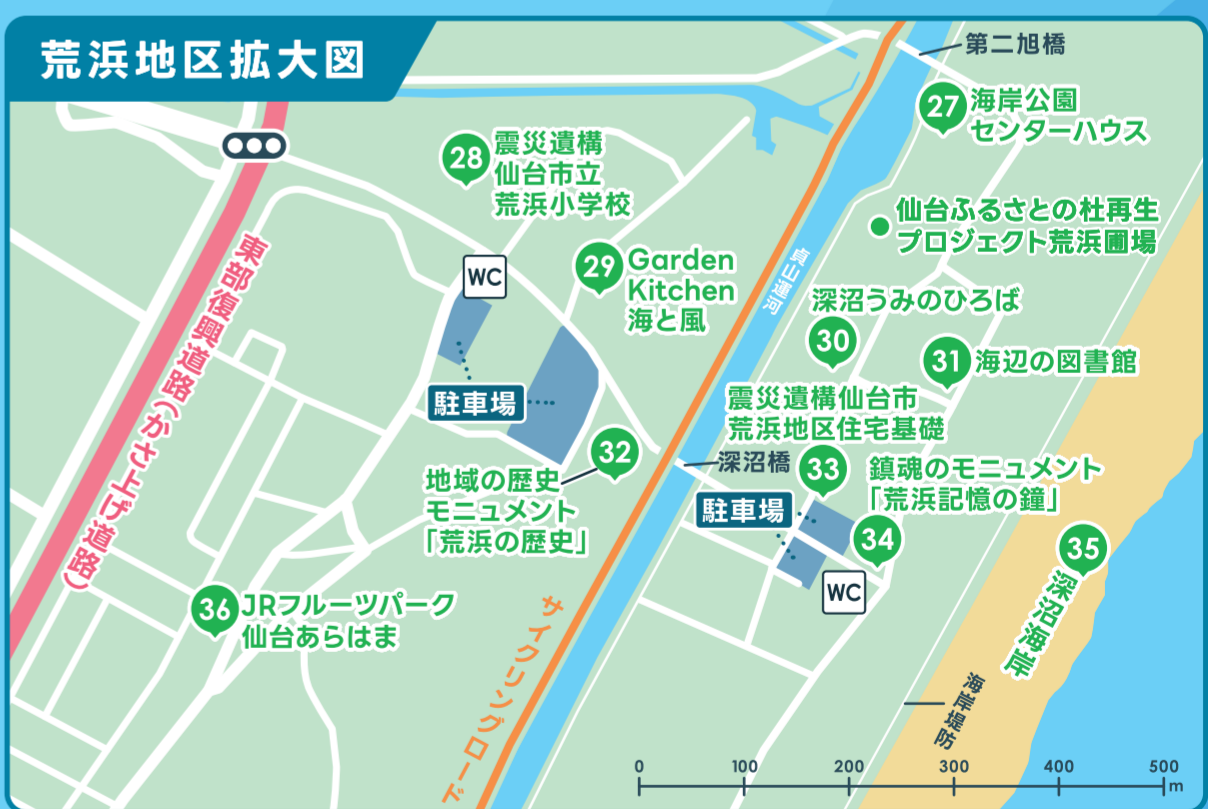 荒浜地区拡大図
第二旭橋
27
海岸公園
センターハウス
28
震災遺構
仙台市立
荒浜小学校
仙台ふるさとの杜再生
プロジェクト荒浜圃場
29
Garden
Kitchen
海と風
WC
東部復興道路(かさ上げ道路)
貞山運河
深沼うみのひろば
30
31
海辺の図書館
駐車場
震災遺構仙台市
荒浜地区住宅基礎
32
地域の歴史
モニュメント
「荒浜の歴史」
深沼橋
33
鎮魂のモニュメント
「荒浜記憶の鐘」
駐車場
34
WC
35
深沼海岸
36
JRフルーツパーク
仙台あらはま
サイクリングロード
海岸堤防
0 100 200 300 400 500
m